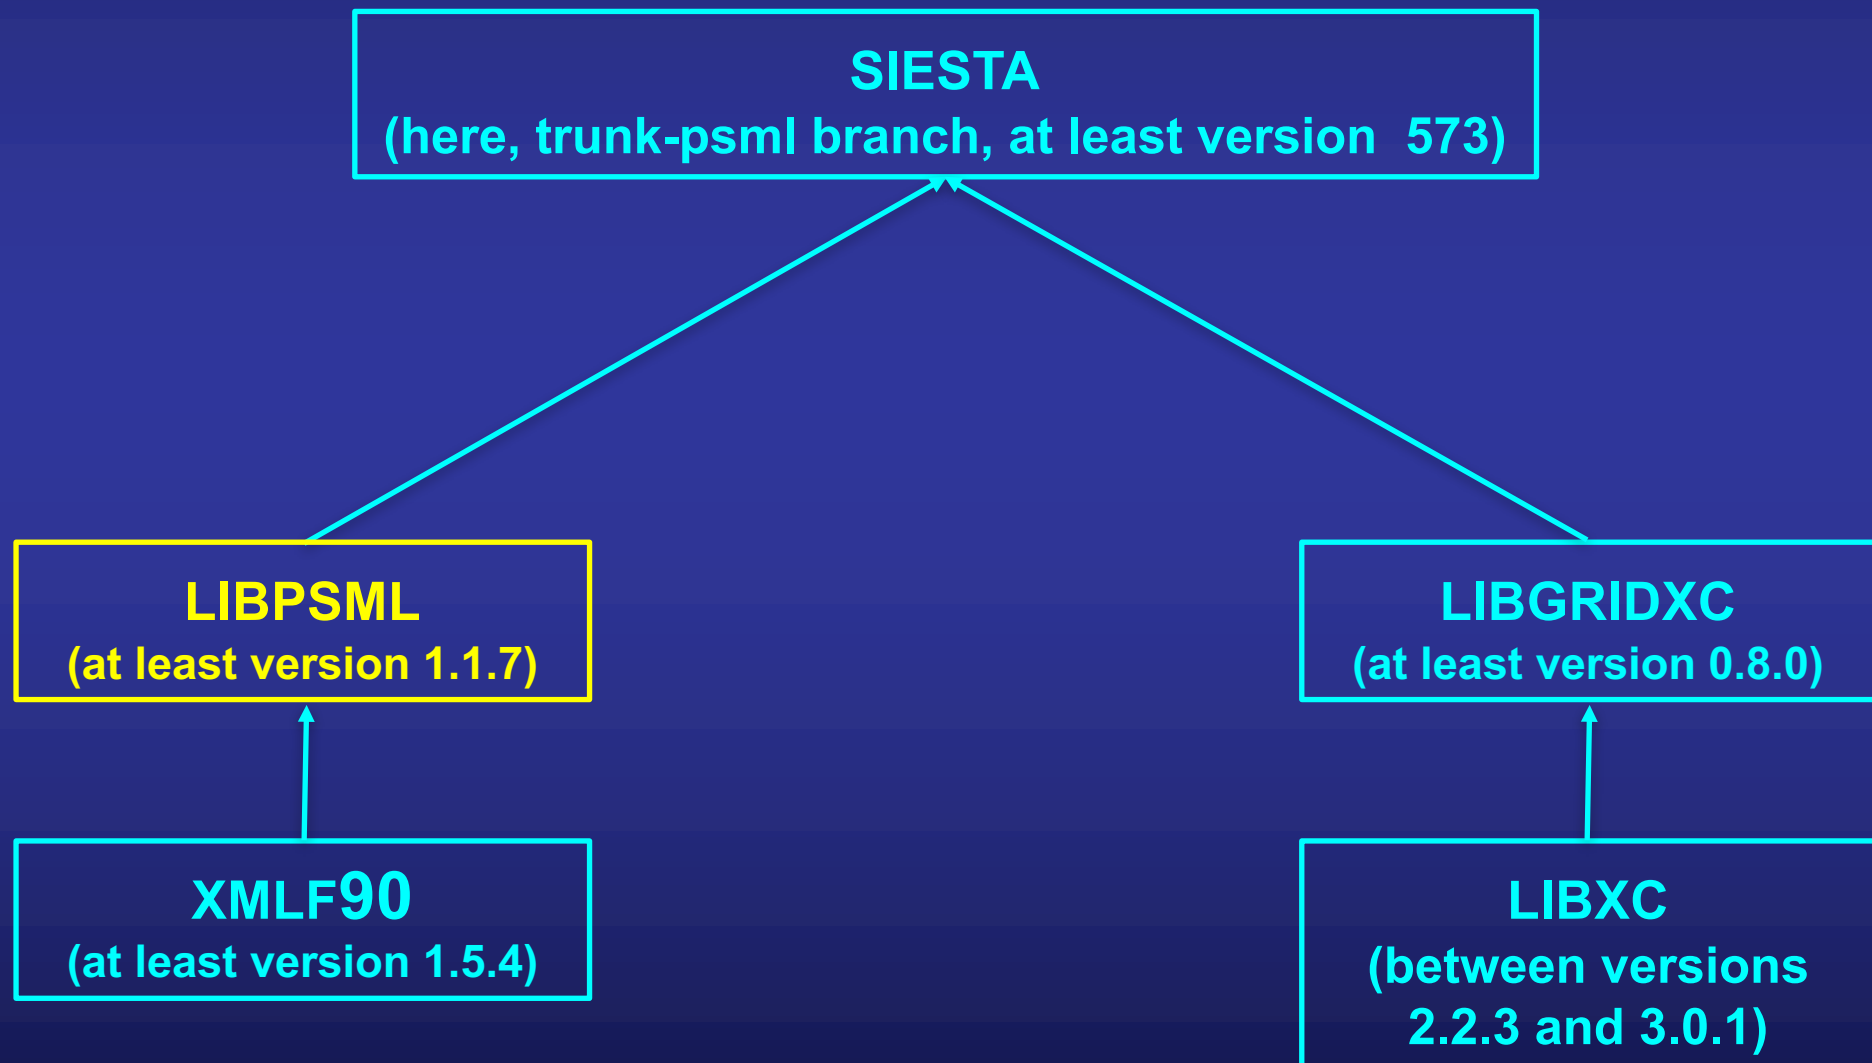 SIESTA
(here, trunk-psml branch, at least version 573)
LIBPSML
(at least version 1.1.7)
LIBGRIDXC
(at least version 0.8.0)
XMLF90
(at least version 1.5.4)
LIBXC
(between versions
2.2.3 and 3.0.1)